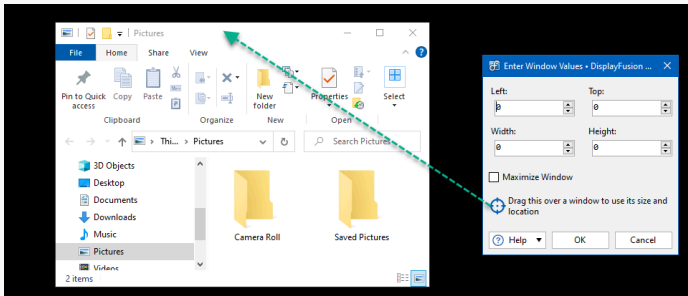 Pictures
File Home Share View
Pin to Quick access
Copy
Paste
New folder
Properties
Select
Clipboard Organize New Open
Thi... Pictures
Search Pictures
3D Objects
Desktop
Documents
Downloads
Music
Pictures
Videos
Camera Roll
Saved Pictures
2 items
Enter Window Values • DisplayFusion ...
Left: Top:
0 0
Width: Height:
0 0
Maximize Window
Drag this over a window to use its size and
location
Help OK Cancel